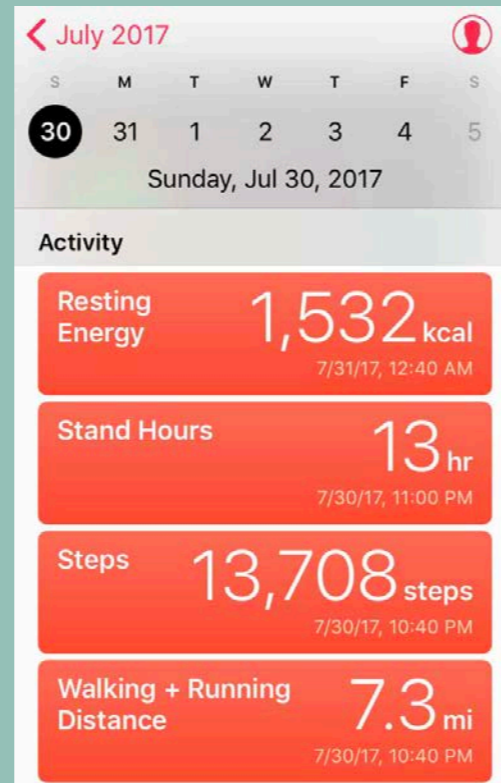 July 2017
S M T W T F S
30 31 1 2 3 4 5
Sunday, Jul 30, 2017
Activity
Resting
Energy
1,532 kcal
7/31/17, 12:40 AM
Stand Hours
13 hr
7/30/17, 11:00 PM
Steps
13,708 steps
7/30/17, 10:40 PM
Walking + Running
Distance
7.3 mi
7/30/17, 10:40 PM